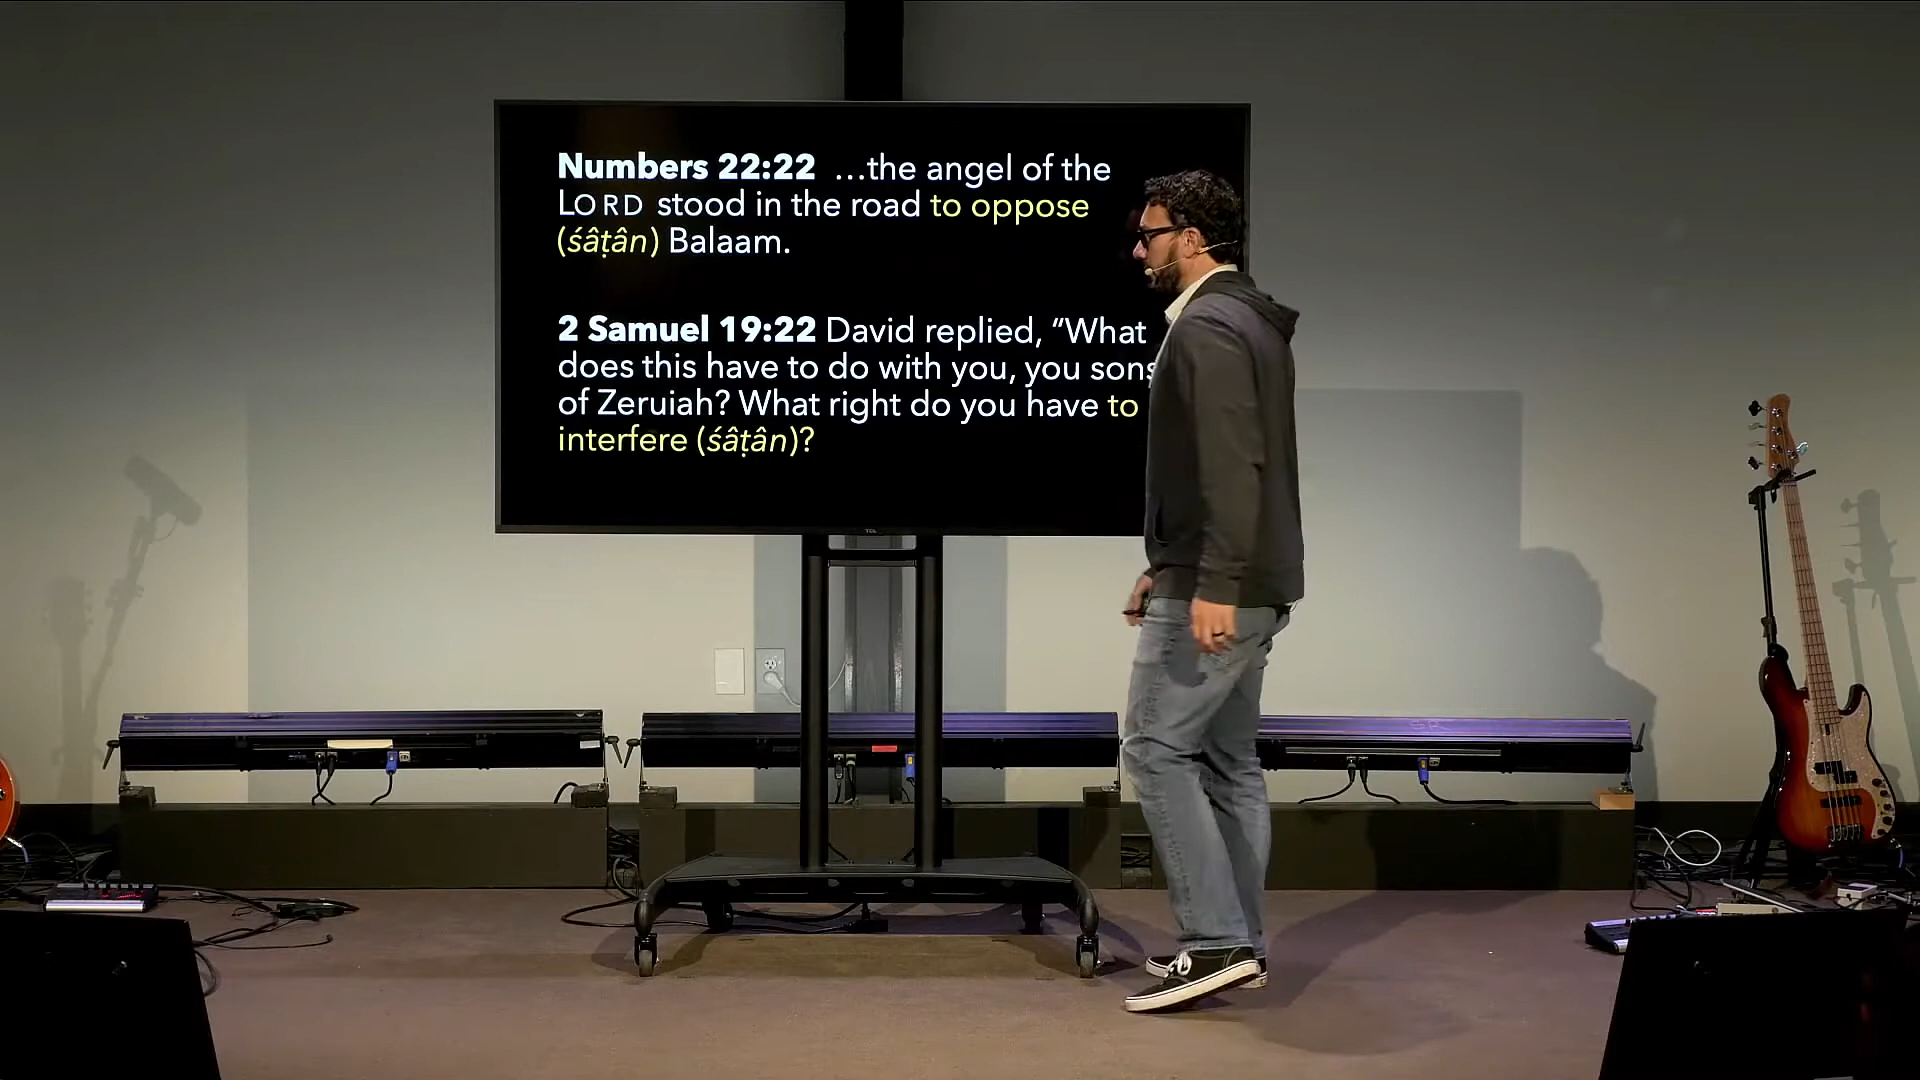 Numbers 22:22 …the angel of the
LORD stood in the road to oppose
(śâṭân) Balaam.
2 Samuel 19:22 David replied, “What
does this have to do with you, you sons
of Zeruiah? What right do you have to
interfere (śâṭân)?
TCL
SR